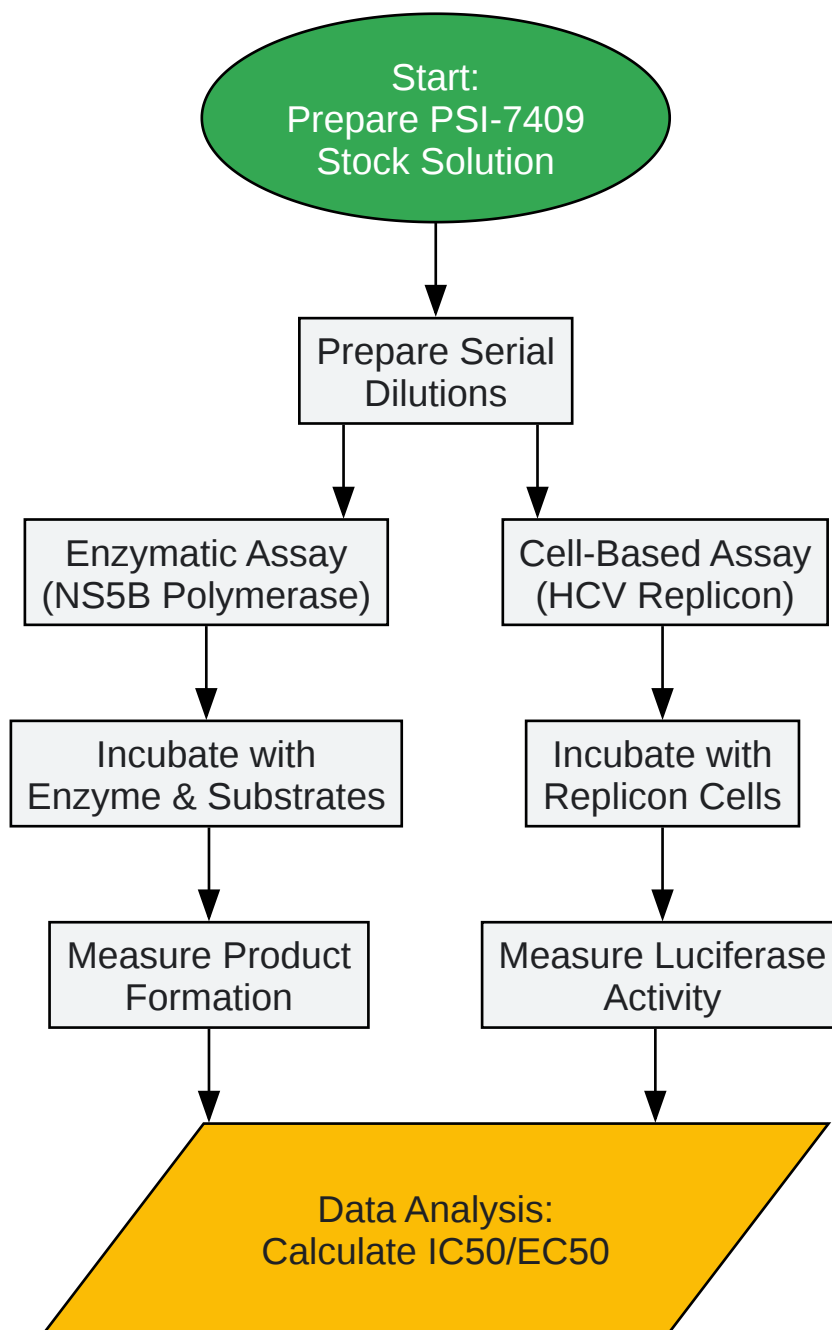 Start:
Prepare PSI-7409
Stock Solution
Prepare Serial
Dilutions
Enzymatic Assay
(NS5B Polymerase)
Cell-Based Assay
(HCV Replicon)
Incubate with
Enzyme & Substrates
Incubate with
Replicon Cells
Measure Product
Formation
Measure Luciferase
Activity
Data Analysis:
Calculate IC50/EC50